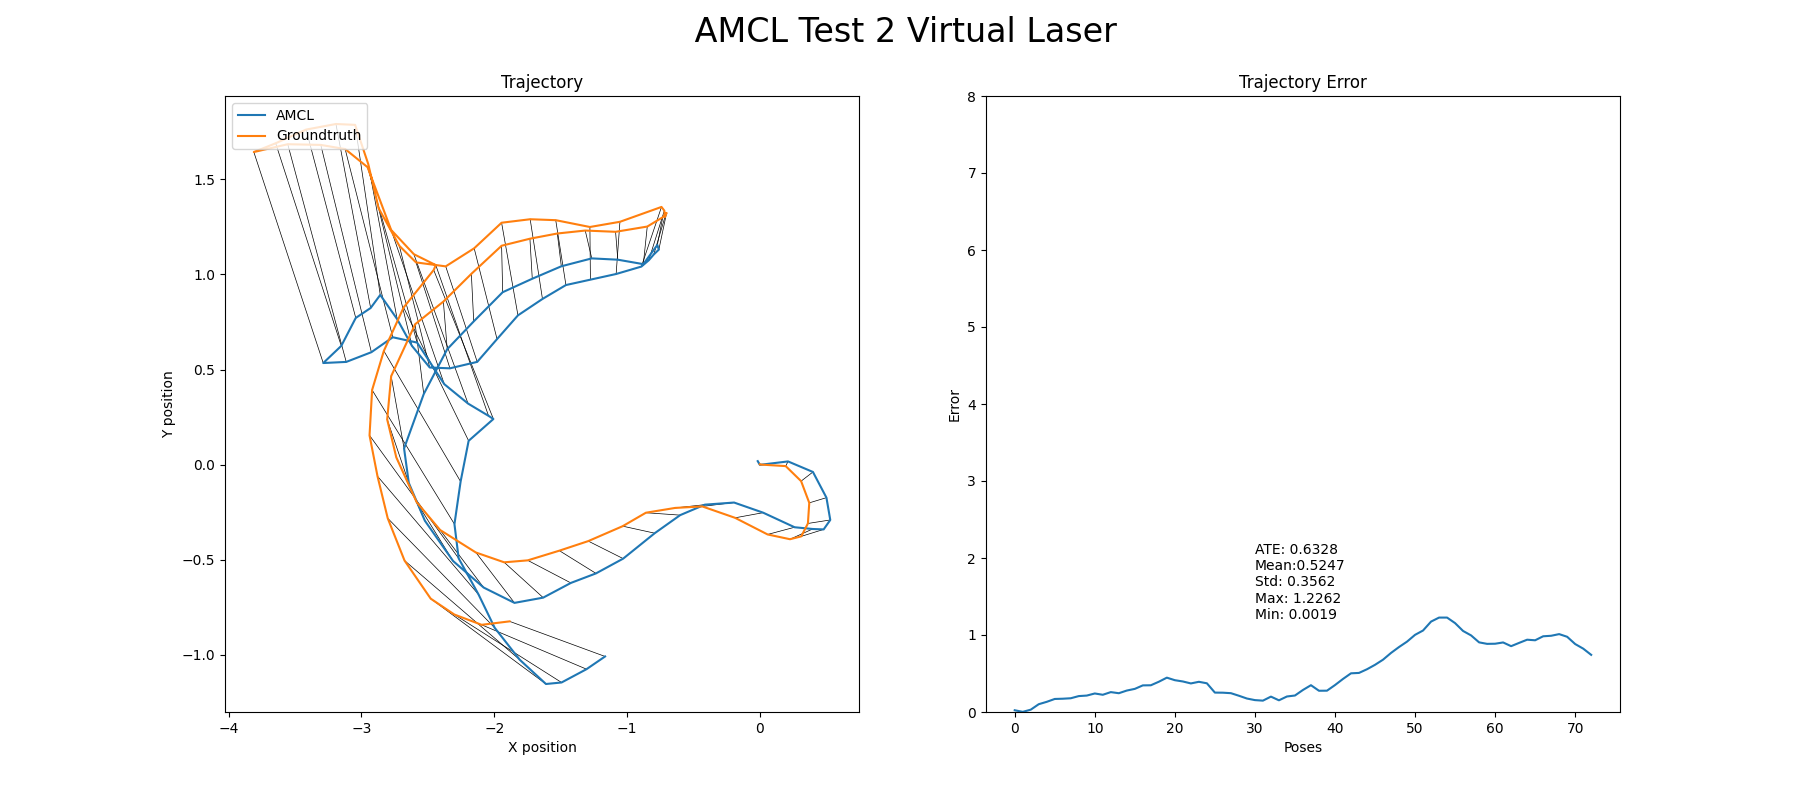 AMCL Test 2 Virtual Laser
Trajectory
AMCL
Groundtruth
1.5
1.0
0.5
0.0
−0.5
−1.0
Y position
−4
−3
−2
−1
0
X position
Trajectory Error
8
7
6
5
4
3
2
1
0
Error
ATE: 0.6328
Mean:0.5247
Std: 0.3562
Max: 1.2262
Min: 0.0019
0
10
20
30
40
50
60
70
Poses